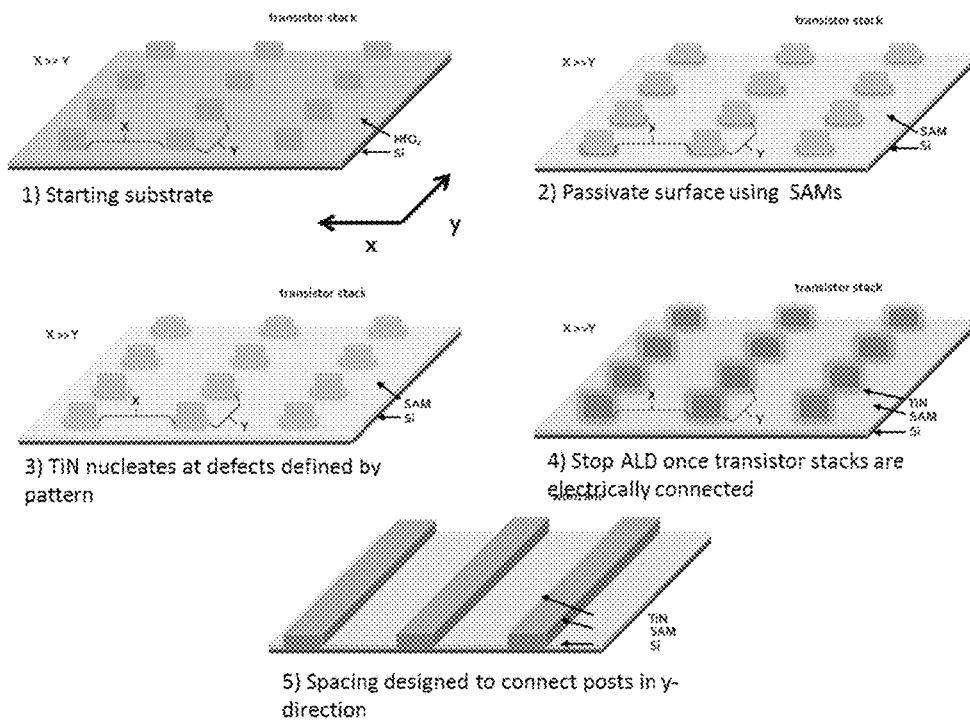 transistor stack
X >> Y
X
Y
HfO₂
Si
1) Starting substrate
transistor stack
X >> Y
X
Y
SAM
Si
2) Passivate surface using SAMs
x
y
transistor stack
X >> Y
X
Y
SAM
Si
3) TiN nucleates at defects defined by
pattern
transistor stack
X >> Y
X
Y
TiN
SAM
Si
4) Stop ALD once transistor stacks are
electrically connected
TiN
SAM
Si
5) Spacing designed to connect posts in y-
direction